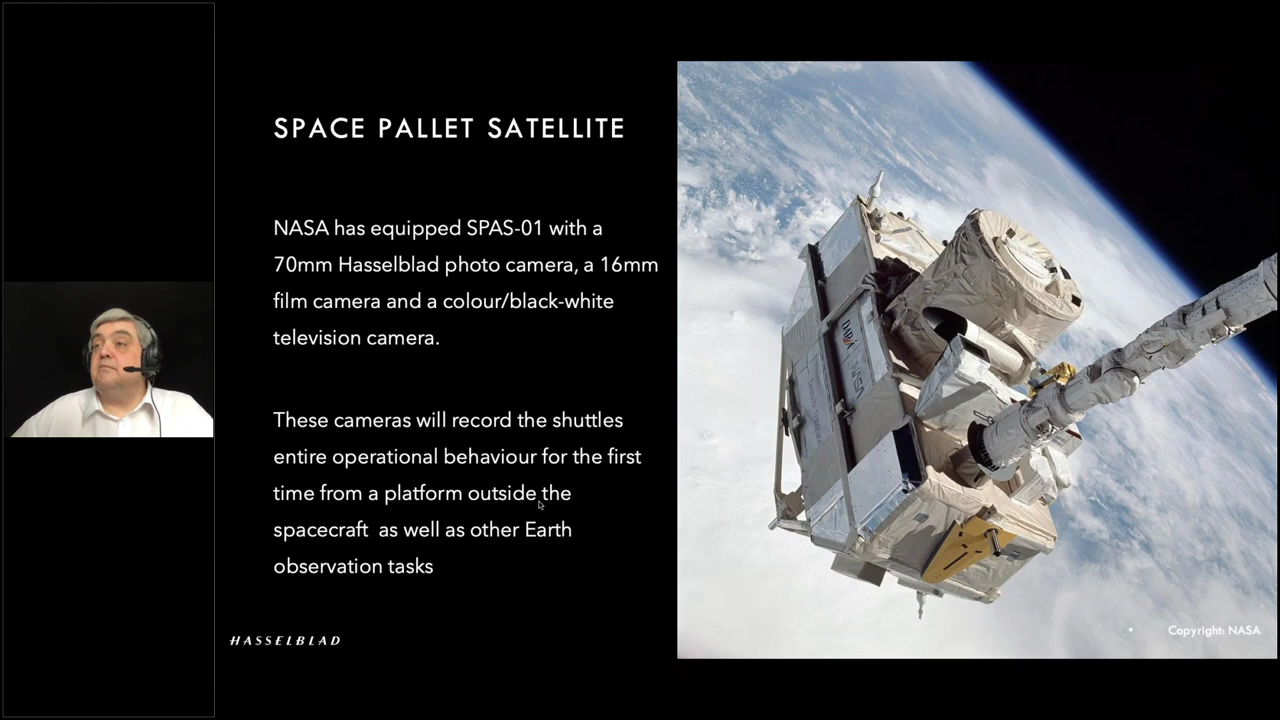 SPACE PALLET SATELLITE
NASA has equipped SPAS-01 with a
70mm Hasselblad photo camera, a 16mm
film camera and a colour/black-white
television camera.
These cameras will record the shuttles
entire operational behaviour for the first
time from a platform outside the
spacecraft as well as other Earth
observation tasks
HASSELBLAD
DARA
NASA
• Copyright: NASA